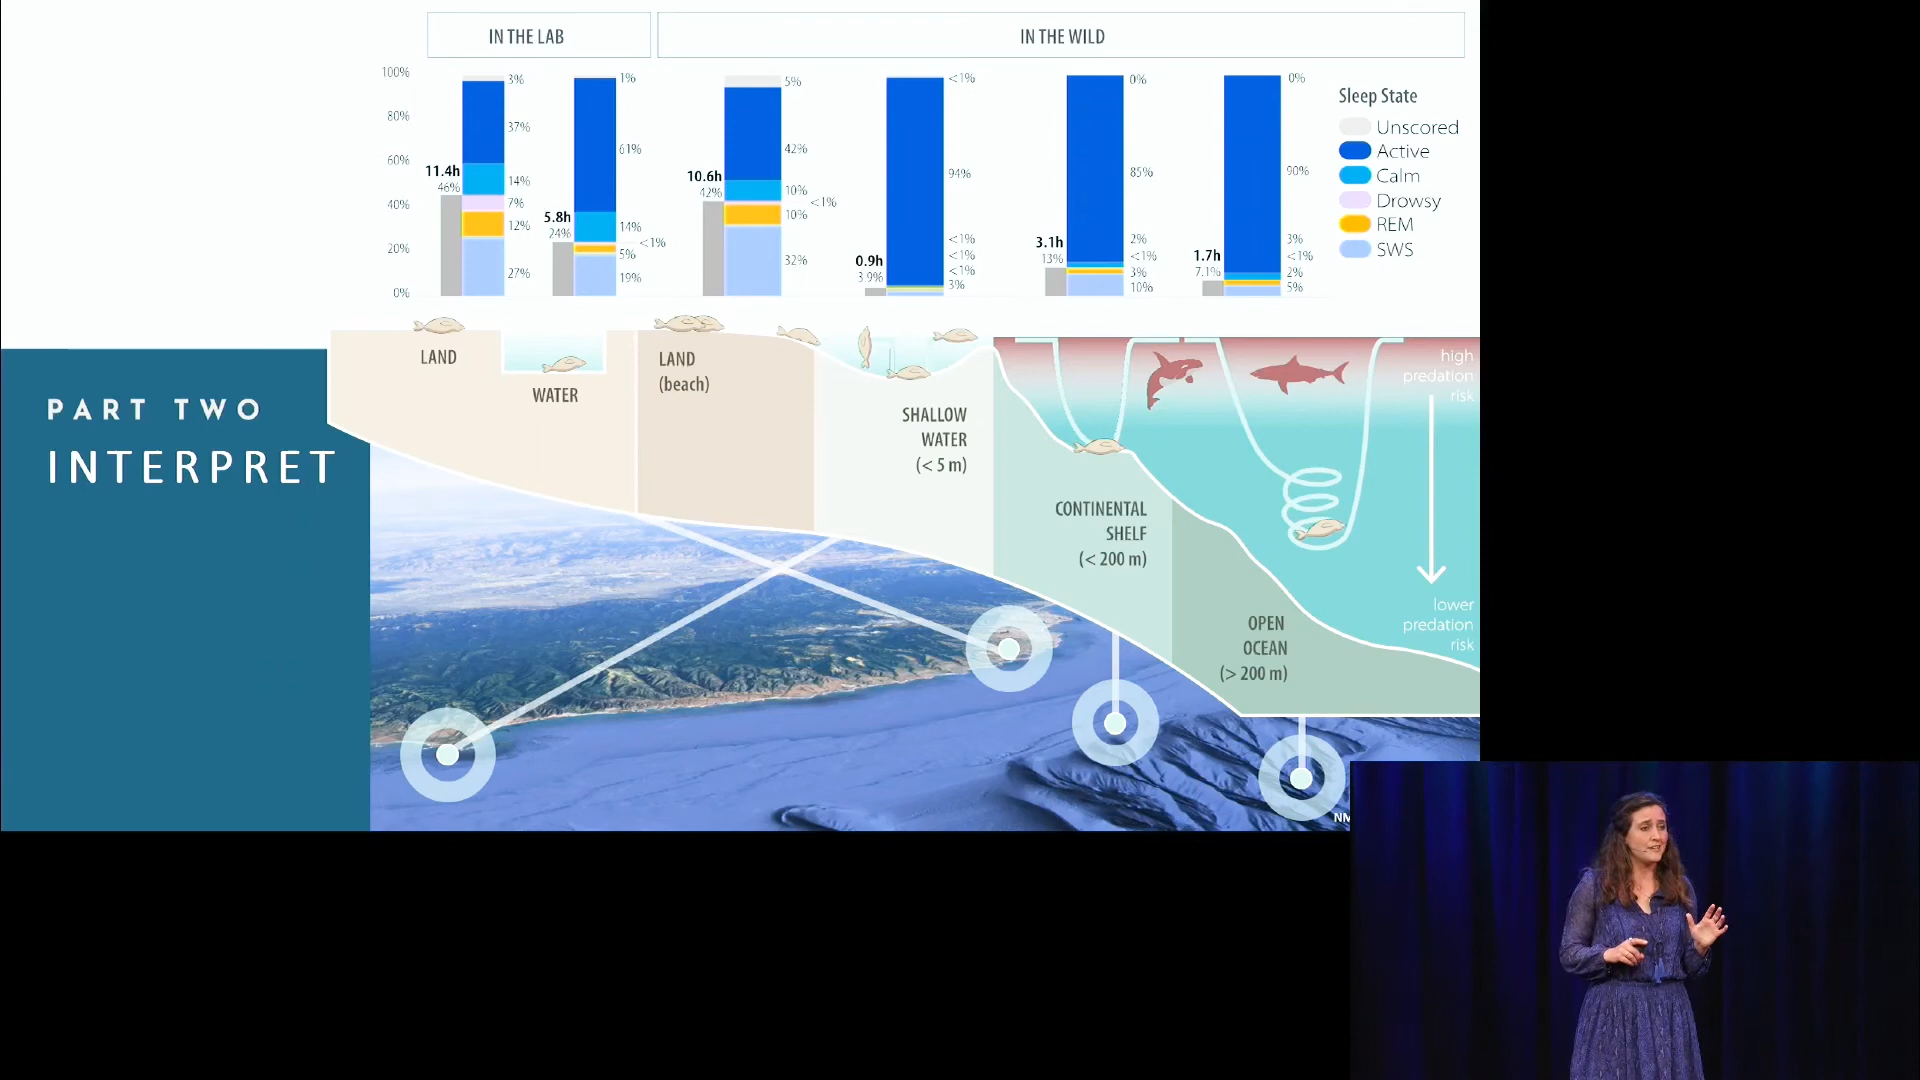 IN THE LAB
IN THE WILD
100%
80%
60%
40%
20%
0%
11.4h
46%
3%
37%
14%
7%
12%
27%
5.8h
24%
1%
61%
14%
<1%
5%
19%
10.6h
42%
5%
42%
10%
<1%
10%
32%
0.9h
3.9%
<1%
94%
<1%
<1%
<1%
3%
3.1h
13%
0%
85%
2%
<1%
3%
10%
1.7h
7.1%
0%
90%
3%
<1%
2%
5%
Sleep State
Unscored
Active
Calm
Drowsy
REM
SWS
PART TWO
INTERPRET
LAND
WATER
LAND
(beach)
SHALLOW
WATER
(< 5 m)
CONTINENTAL
SHELF
(< 200 m)
OPEN
OCEAN
(> 200 m)
high
predation
risk
lower
predation
risk
NM